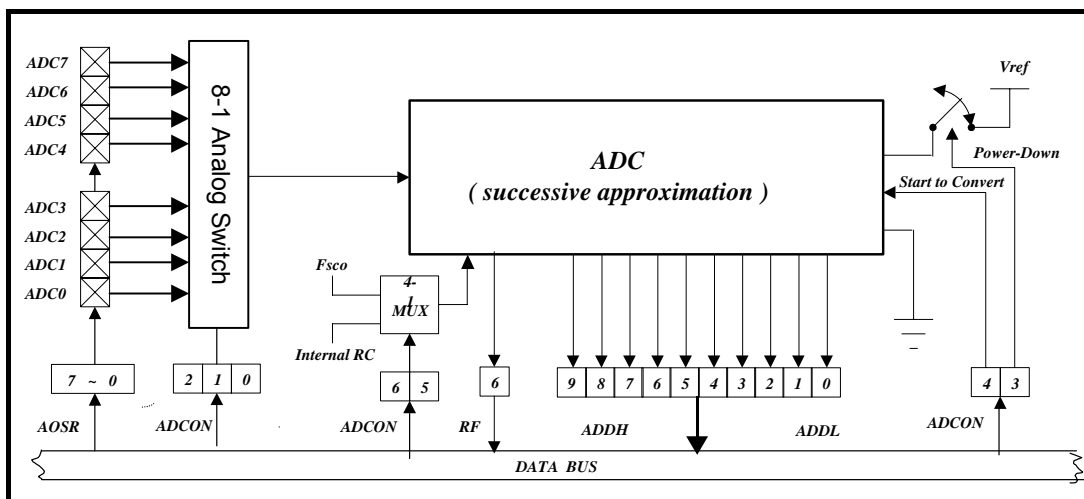 ADC7
ADC6
ADC5
ADC4
ADC3
ADC2
ADC1
ADC0
8-1 Analog Switch
ADC
( successive approximation )
Vref
Power-Down
Start to Convert
Fsco
4-1
MUX
Internal RC
7 ~ 0
2 1 0
6 5
6
9 8 7 6 5 4 3 2 1 0
4 3
AOSR
ADCON
ADCON
RF
ADDH
ADDL
ADCON
DATA BUS